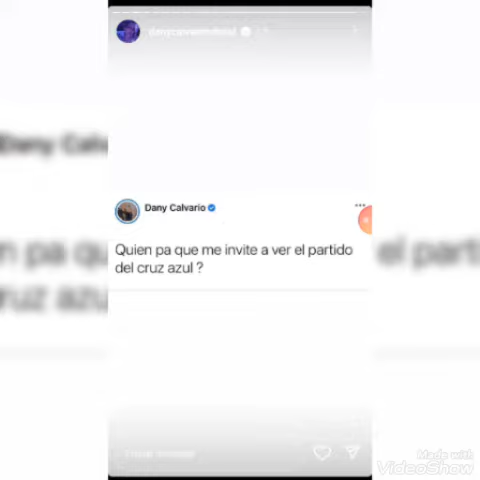 Dany Calvario
Quien pa que me invite a ver el partido
del cruz azul ?
Made with
VideoShow